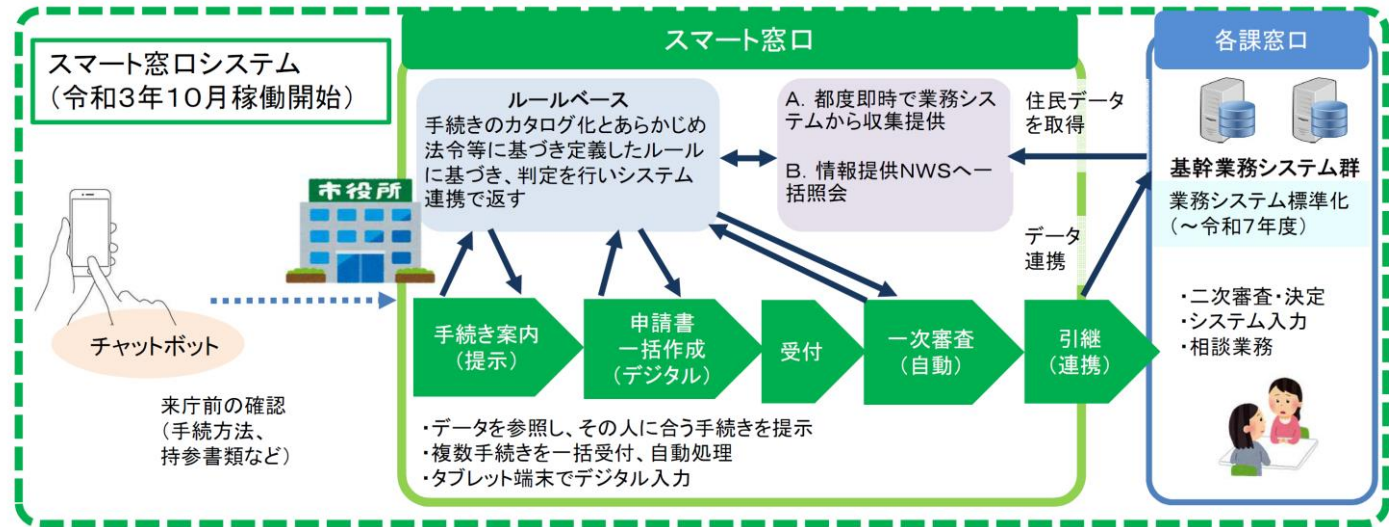 スマート窓口システム
（令和３年１０月稼働開始）
チャットボット
来庁前の確認
（手続方法、
持参書類など）
市役所
スマート窓口
ルールベース
手続きのカタログ化とあらかじめ
法令等に基づき定義したルール
に基づき、判定を行いシステム
連携で返す
A. 都度即時で業務シス
テムから収集提供
B. 情報提供NWSへ一
括照会
住民データ
を取得
データ
連携
手続き案内
（提示）
申請書
一括作成
（デジタル）
受付
一次審査
（自動）
引継
（連携）
・データを参照し、その人に合う手続きを提示
・複数手続きを一括受付、自動処理
・タブレット端末でデジタル入力
各課窓口
基幹業務システム群
業務システム標準化
（～令和７年度）
・二次審査・決定
・システム入力
・相談業務